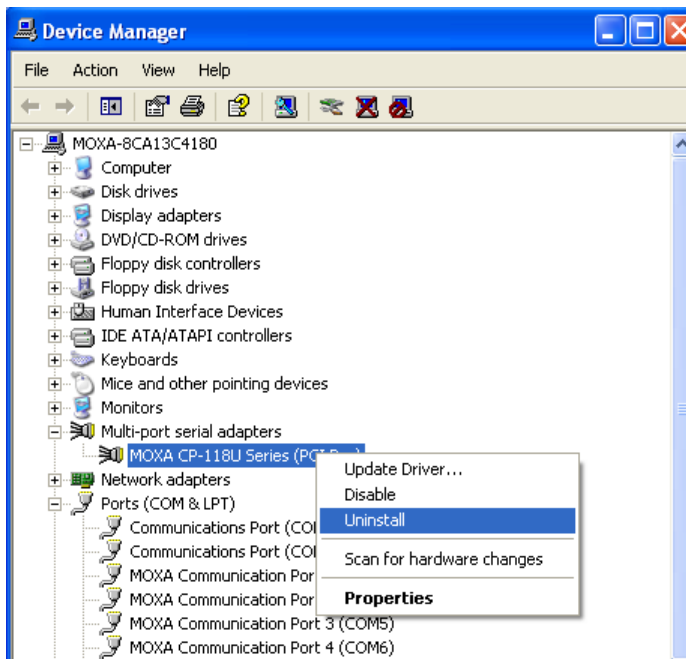 Device Manager
File Action View Help
MOXA-8CA13C4180
Computer
Disk drives
Display adapters
DVD/CD-ROM drives
Floppy disk controllers
Floppy disk drives
Human Interface Devices
IDE ATA/ATAPI controllers
Keyboards
Mice and other pointing devices
Monitors
Multi-port serial adapters
MOXA CP-118U Series (PCI
Network adapters
Ports (COM & LPT)
Communications Port
Communications Port
MOXA Communication
MOXA Communication
MOXA Communication Port 3 (COM5)
MOXA Communication Port 4 (COM6)
Update Driver...
Disable
Uninstall
Scan for hardware changes
Properties